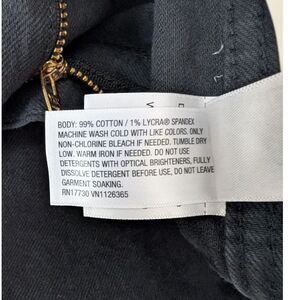 BODY: 99% COTTON / 1% LYCRA® SPANDEX
MACHINE WASH COLD WITH LIKE COLORS. ONLY
NON-CHLORINE BLEACH IF NEEDED. TUMBLE DRY
LOW. WARM IRON IF NEEDED. DO NOT USE
DETERGENTS WITH OPTICAL BRIGHTENERS, FULLY
DISSOLVE DETERGENT BEFORE USE, DO NOT LEAVE
GARMENT SOAKING.
RN17730 VN1126365